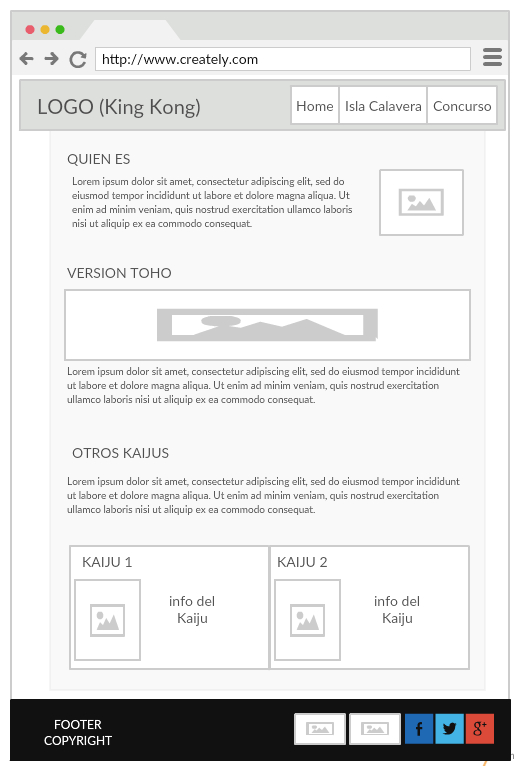 http://www.creately.com
LOGO (King Kong)
Home
Isla Calavera
Concurso
QUIEN ES
Lorem ipsum dolor sit amet, consectetur adipiscing elit, sed do
eiusmod tempor incididunt ut labore et dolore magna aliqua. Ut
enim ad minim veniam, quis nostrud exercitation ullamco laboris
nisi ut aliquip ex ea commodo consequat.
VERSION TOHO
Lorem ipsum dolor sit amet, consectetur adipiscing elit, sed do eiusmod tempor incididunt
ut labore et dolore magna aliqua. Ut enim ad minim veniam, quis nostrud exercitation
ullamco laboris nisi ut aliquip ex ea commodo consequat.
OTROS KAIJUS
Lorem ipsum dolor sit amet, consectetur adipiscing elit, sed do eiusmod tempor incididunt
ut labore et dolore magna aliqua. Ut enim ad minim veniam, quis nostrud exercitation
ullamco laboris nisi ut aliquip ex ea commodo consequat.
KAIJU 1
info del
Kaiju
KAIJU 2
info del
Kaiju
FOOTER
COPYRIGHT
f
g+